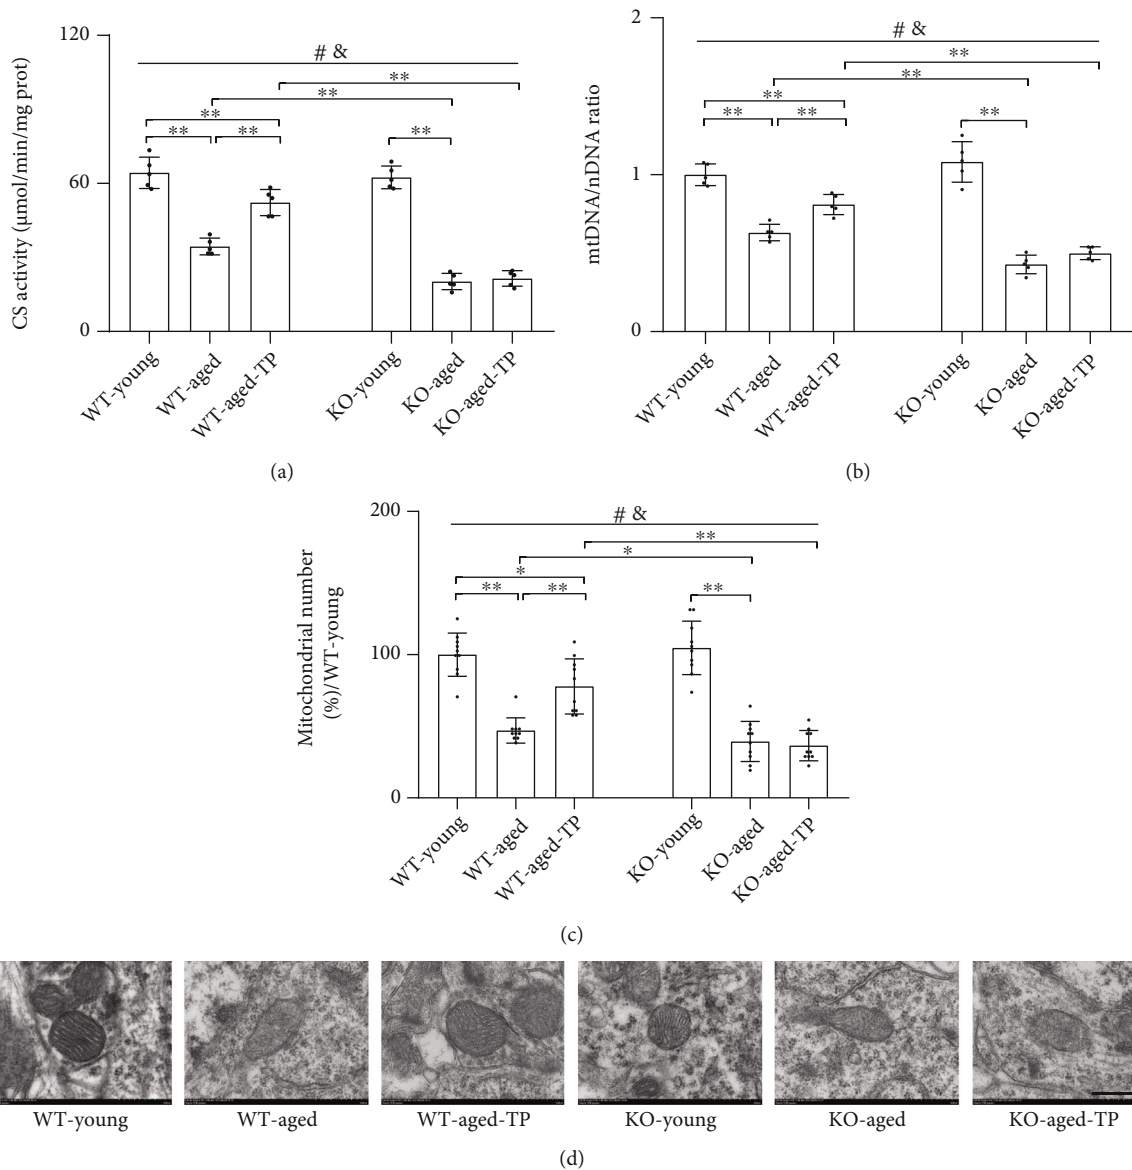 120
60
0
CS activity (μmol/min/mg prot)
# &
**
**
**
**
**
**
WT-young
WT-aged
WT-aged-TP
KO-young
KO-aged
KO-aged-TP
(a)
2
1
0
mtDNA/nDNA ratio
# &
**
**
**
**
**
**
WT-young
WT-aged
WT-aged-TP
KO-young
KO-aged
KO-aged-TP
(b)
200
100
0
Mitochondrial number
(%)/WT-young
# &
**
*
*
**
**
**
WT-young
WT-aged
WT-aged-TP
KO-young
KO-aged
KO-aged-TP
(c)
WT-young
WT-aged
WT-aged-TP
KO-young
KO-aged
KO-aged-TP
(d)